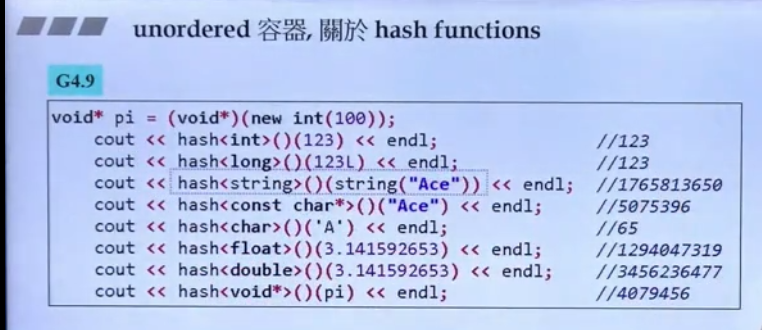 unordered 容器, 關於 hash functions
G4.9
void* pi = (void*)(new int(100));
cout << hash<int>()(123) << endl; //123
cout << hash<long>()(123L) << endl; //123
cout << hash<string>()(string("Ace")) << endl; //1765813650
cout << hash<const char*>()("Ace") << endl; //5075396
cout << hash<char>()('A') << endl; //65
cout << hash<float>()(3.141592653) << endl; //1294047319
cout << hash<double>()(3.141592653) << endl; //3456236477
cout << hash<void*>()(pi) << endl; //4079456